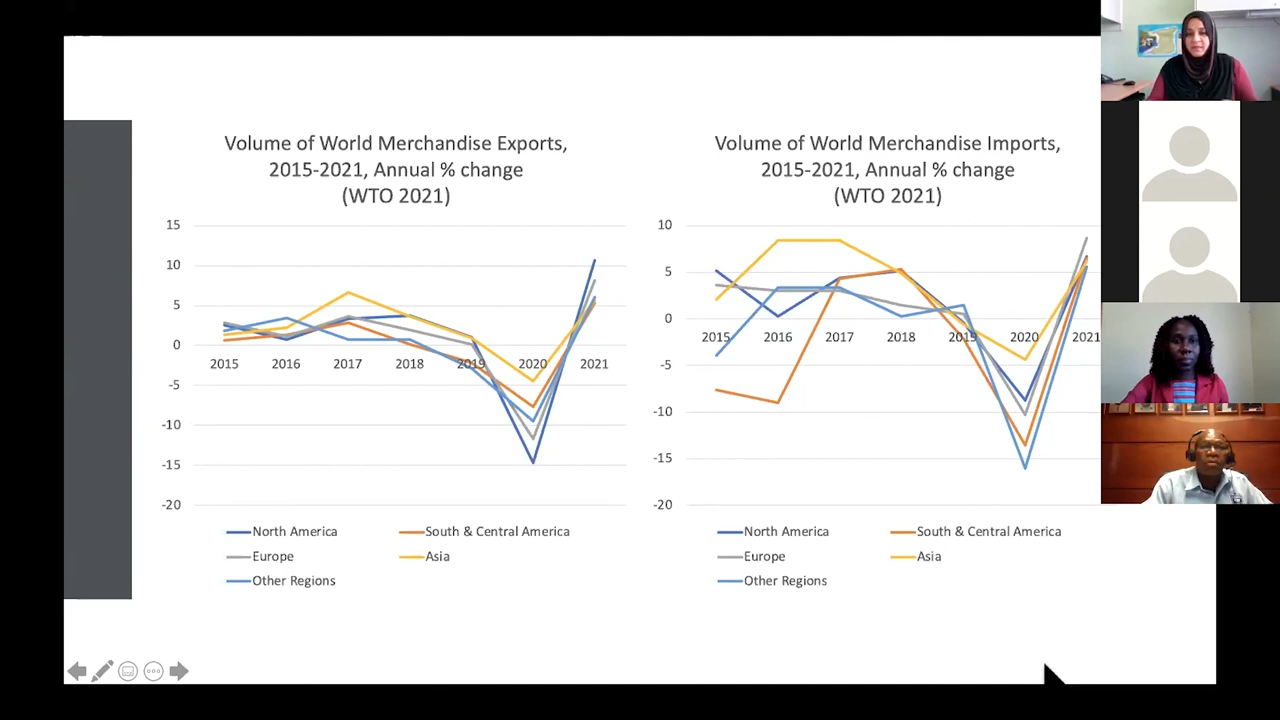 Volume of World Merchandise Exports,
2015-2021, Annual % change
(WTO 2021)
15
10
5
0
-5
-10
-15
-20
2015 2016 2017 2018 2019 2020 2021
North America South & Central America
Europe Asia
Other Regions
Volume of World Merchandise Imports,
2015-2021, Annual % change
(WTO 2021)
10
5
0
-5
-10
-15
-20
2015 2016 2017 2018 2019 2020 2021
North America South & Central America
Europe Asia
Other Regions